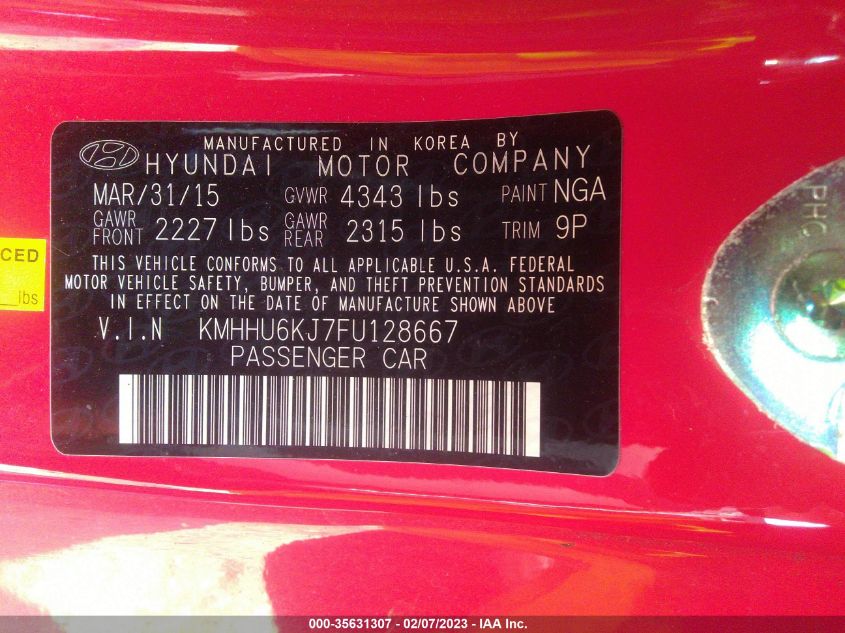 MANUFACTURED IN KOREA BY
HYUNDAI MOTOR COMPANY
MAR/31/15 GVWR 4343 lbs PAINT NGA
GAWR FRONT 2227 lbs GAWR REAR 2315 lbs TRIM 9P
THIS VEHICLE CONFORMS TO ALL APPLICABLE U.S.A. FEDERAL
MOTOR VEHICLE SAFETY, BUMPER, AND THEFT PREVENTION STANDARDS
IN EFFECT ON THE DATE OF MANUFACTURE SHOWN ABOVE
V.I.N KMHHU6KJ7FU128667
PASSENGER CAR
CED
lbs
PHC
000-35631307 - 02/07/2023 - IAA Inc.